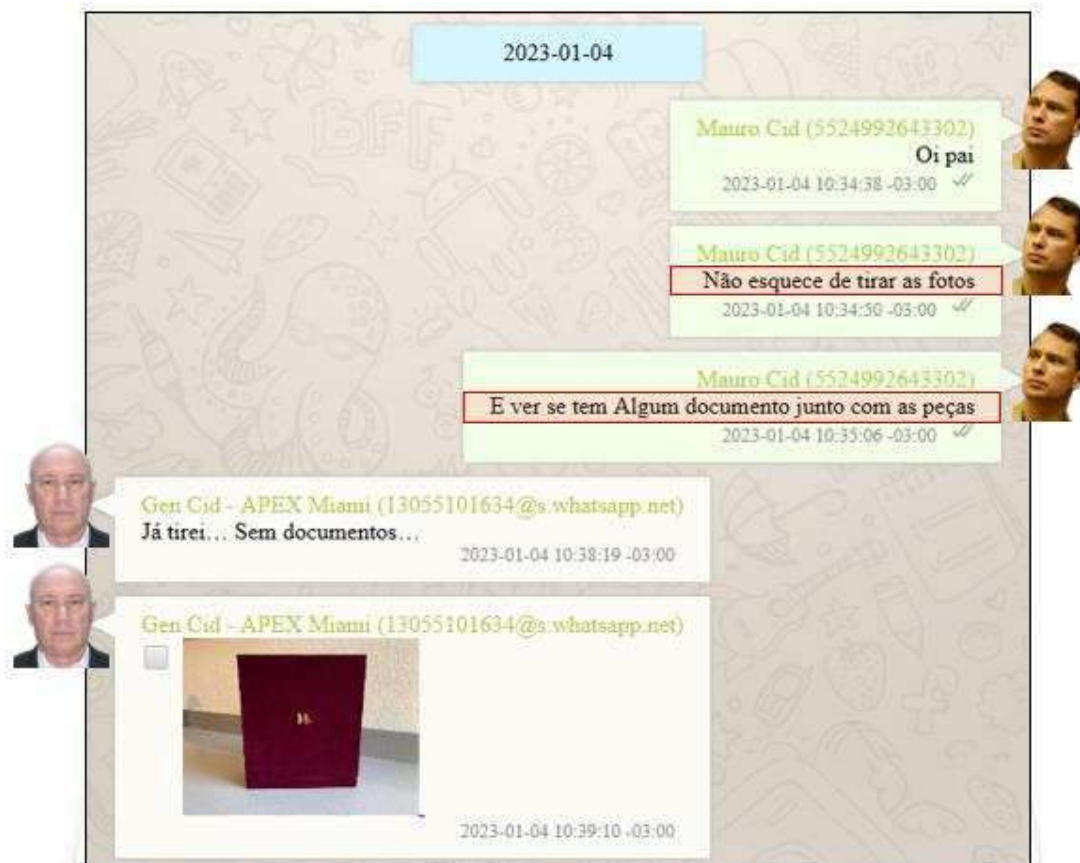 2023-01-04
Mauro Cid (5524992643302)
Oi pai
2023-01-04 10:34:38 -03:00
Mauro Cid (5524992643302)
Não esquece de tirar as fotos
2023-01-04 10:34:50 -03:00
Mauro Cid (5524992643302)
E ver se tem Algum documento junto com as peças
2023-01-04 10:35:06 -03:00
Gen Cid - APEX Miami (13055101634@s.whatsapp.net)
Já tirei... Sem documentos...
2023-01-04 10:38:19 -03:00
Gen Cid - APEX Miami (13055101634@s.whatsapp.net)
2023-01-04 10:39:10 -03:00